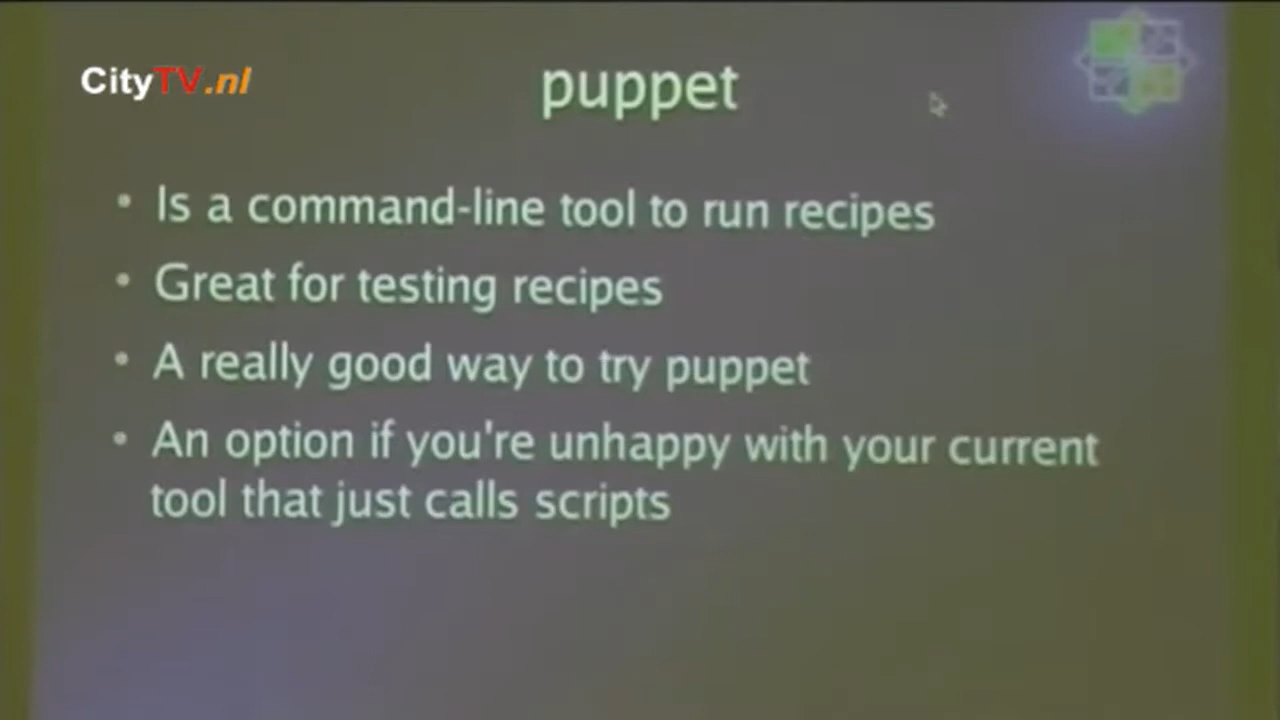 CityTV.nl
puppet
• Is a command-line tool to run recipes
• Great for testing recipes
• A really good way to try puppet
• An option if you're unhappy with your current
tool that just calls scripts